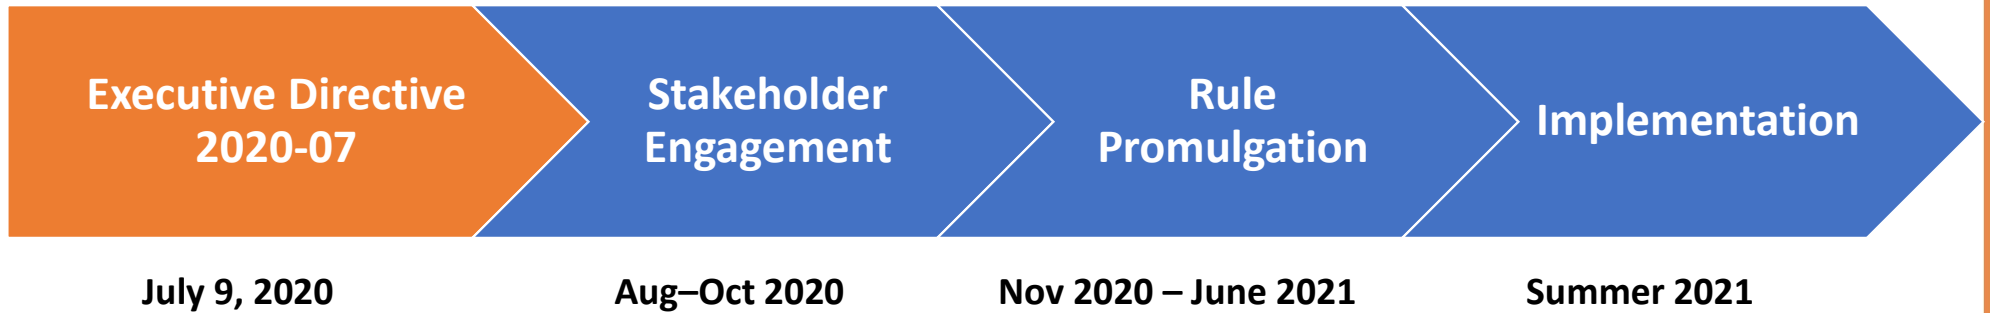 Executive Directive
2020-07
Stakeholder
Engagement
Rule
Promulgation
Implementation
July 9, 2020
Aug–Oct 2020
Nov 2020 – June 2021
Summer 2021